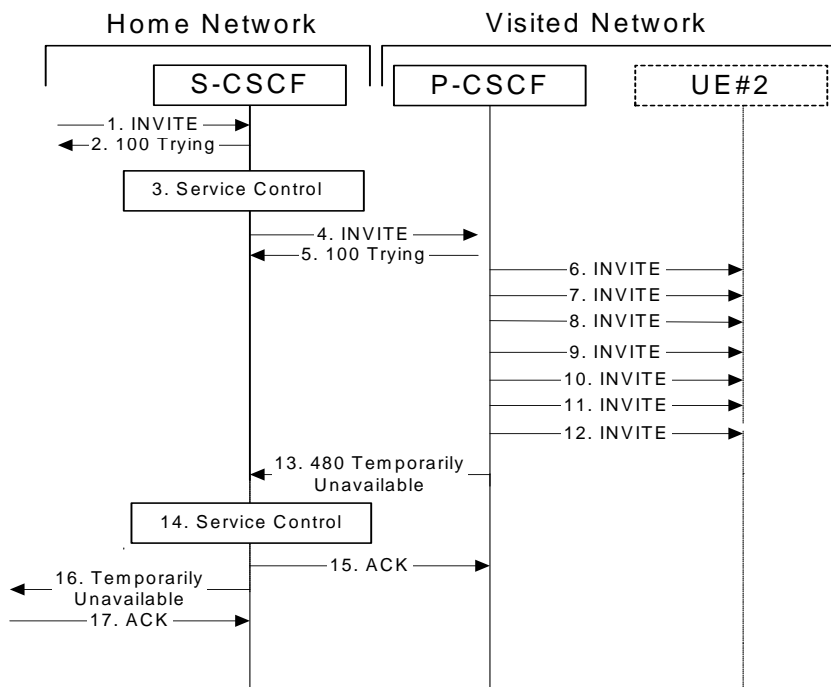 Home Network
Visited Network
S-CSCF
P-CSCF
UE#2
1. INVITE
2. 100 Trying
3. Service Control
4. INVITE
5. 100 Trying
6. INVITE
7. INVITE
8. INVITE
9. INVITE
10. INVITE
11. INVITE
12. INVITE
13. 480 Temporarily
Unavailable
14. Service Control
15. ACK
16. Temporarily
Unavailable
17. ACK